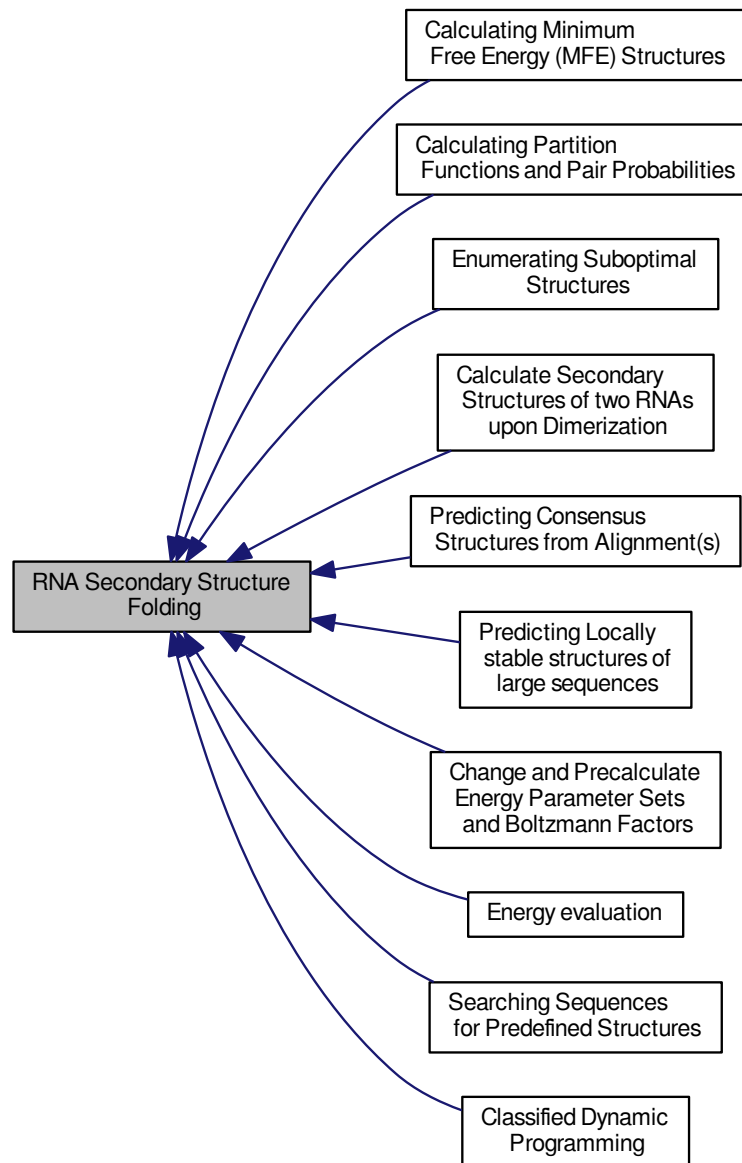 Calculating Minimum
Free Energy (MFE) Structures
Calculating Partition
Functions and Pair Probabilities
Enumerating Suboptimal
Structures
Calculate Secondary
Structures of two RNAs
upon Dimerization
Predicting Consensus
Structures from Alignment(s)
RNA Secondary Structure
Folding
Predicting Locally
stable structures of
large sequences
Change and Precalculate
Energy Parameter Sets
and Boltzmann Factors
Energy evaluation
Searching Sequences
for Predefined Structures
Classified Dynamic
Programming